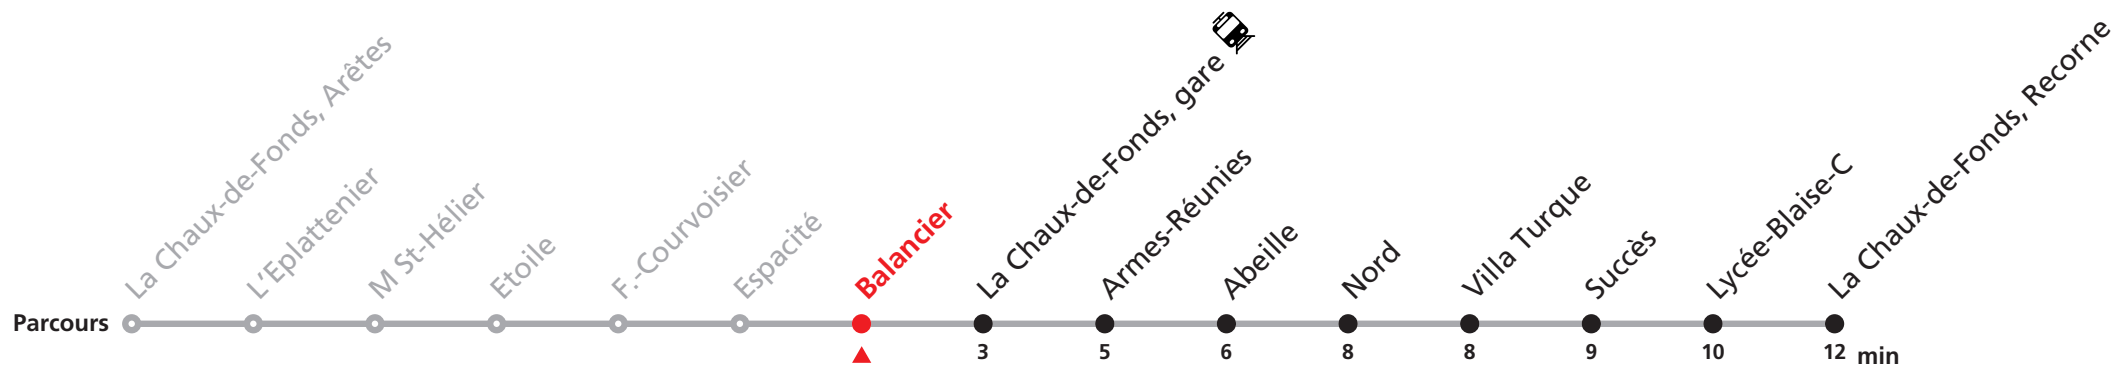 La Chaux-de-Fonds, Arêtes
L'Eplattenier
M St-Hélier
Etoile
F.-Courvoisier
Espacité
Balancier
La Chaux-de-Fonds, gare
Armes-Réunies
Abeille
Nord
Villa Turque
Succès
Lycée-Blaise-C
La Chaux-de-Fonds, Recorne
Parcours
3 5 6 8 8 9 10 12 min